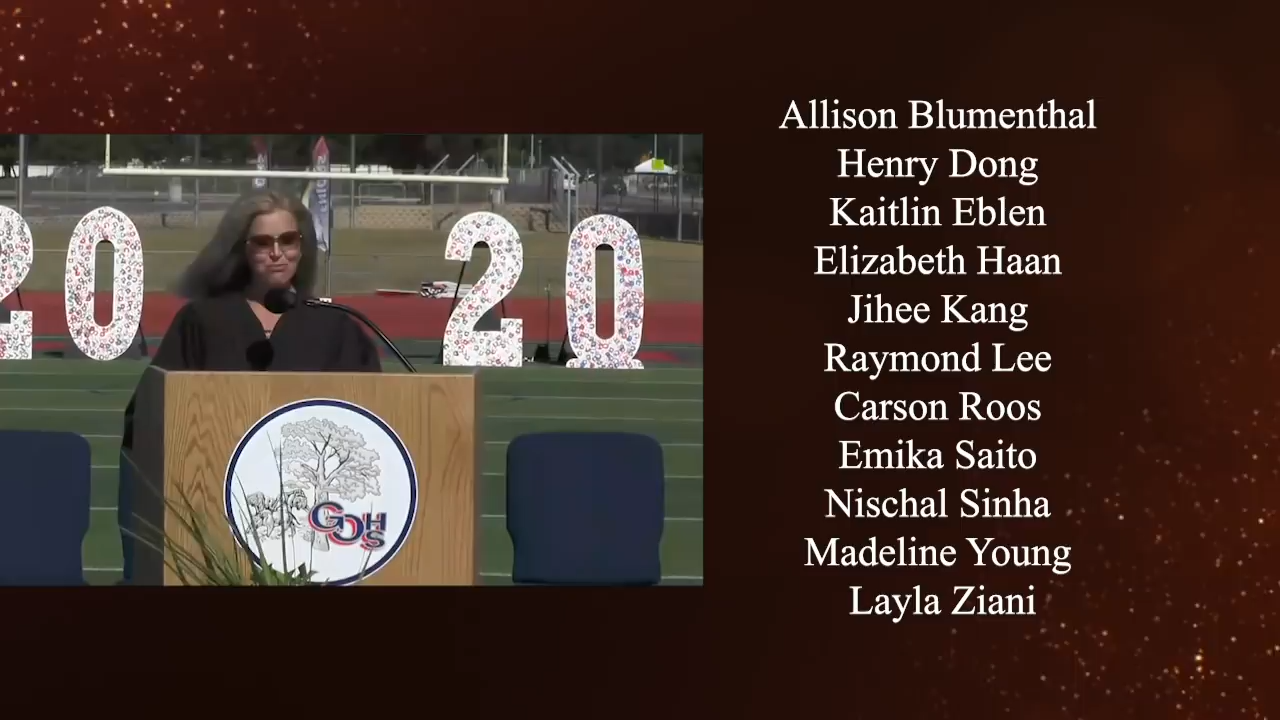 2020
GOHS
Allison Blumenthal
Henry Dong
Kaitlin Eblen
Elizabeth Haan
Jihee Kang
Raymond Lee
Carson Roos
Emika Saito
Nischal Sinha
Madeline Young
Layla Ziani